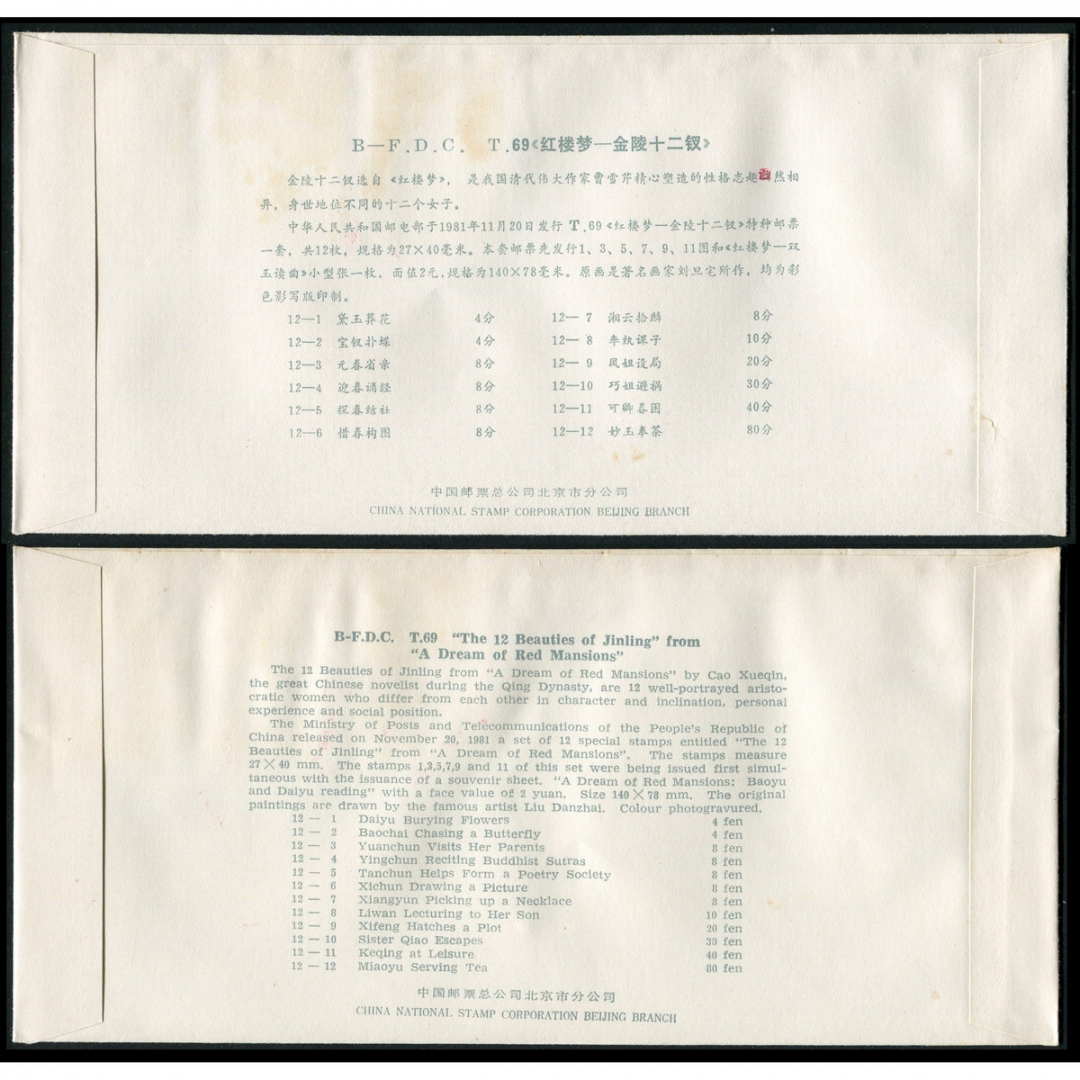 B—F.D.C. T.69《红楼梦—金陵十二钗》
金陵十二钗选自《红楼梦》, 是我国清代伟大作家曹雪芹精心塑造的性格志趣 然相
异,身世地位不同的十二个女子。
中华人民共和国邮电部于1981年11月20日发行 T.69《红楼梦—金陵十二钗》特种邮票
一套,共12枚,规格为27×40毫米。本套邮票先发行1、3、5、7、9、11图和《红楼梦—双
玉读曲》小型张一枚,面值2元,规格为140×78毫米。原画是著名画家刘旦宅所作,均为彩
色影写版印制。
12—1 黛玉葬花 4分 12— 7 湘云拾麟 8分
12—2 宝钗扑蝶 4分 12— 8 李纨课子 10分
12—3 元春省亲 8分 12— 9 凤姐设局 20分
12—4 迎春诵经 8分 12—10 巧姐避祸 30分
12—5 探春结社 8分 12—11 可卿春困 40分
12—6 惜春构图 8分 12—12 妙玉奉茶 80分
中国邮票总公司北京市分公司
CHINA NATIONAL STAMP CORPORATION BEIJING BRANCH
B-F.D.C. T.69 “The 12 Beauties of Jinling” from
“A Dream of Red Mansions”
The 12 Beauties of Jinling from “A Dream of Red Mansions” by Cao Xueqin,
the great Chinese novelist during the Qing Dynasty, are 12 well-portrayed aristo-
cratic women who differ from each other in character and inclination, personal
experience and social position.
The Ministry of Posts and Telecommunications of the People's Republic of
China released on November 20, 1981 a set of 12 special stamps entitled “The 12
Beauties of Jinling” from “A Dream of Red Mansions”. The stamps measure
27×40 mm. The stamps 1,3,5,7,9 and 11 of this set were being issued first simul-
taneous with the issuance of a souvenir sheet. “A Dream of Red Mansions: Baoyu
and Daiyu reading” with a face value of 2 yuan. Size 140×78 mm. The original
paintings are drawn by the famous artist Liu Danzhai. Colour photogravured.
12 — 1 Daiyu Burying Flowers 4 fen
12 — 2 Baochai Chasing a Butterfly 4 fen
12 — 3 Yuanchun Visits Her Parents 8 fen
12 — 4 Yingchun Reciting Buddhist Sutras 8 fen
12 — 5 Tanchun Helps Form a Poetry Society 8 fen
12 — 6 Xichun Drawing a Picture 8 fen
12 — 7 Xiangyun Picking up a Necklace 8 fen
12 — 8 Liwan Lecturing to Her Son 10 fen
12 — 9 Xifeng Hatches a Plot 20 fen
12 — 10 Sister Qiao Escapes 30 fen
12 — 11 Keqing at Leisure 40 fen
12 — 12 Miaoyu Serving Tea 80 fen
中国邮票总公司北京市分公司
CHINA NATIONAL STAMP CORPORATION BEIJING BRANCH